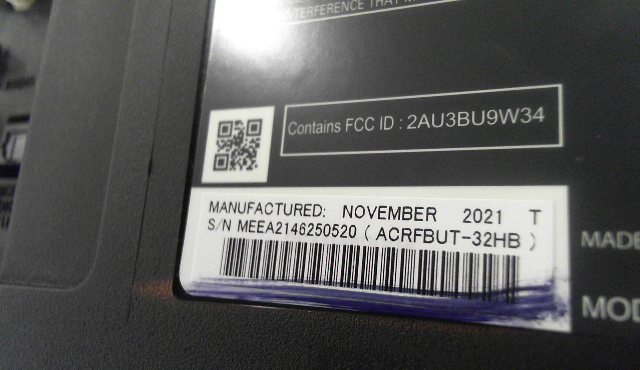 INTERFERENCE THAT
Contains FCC ID : 2AU3BU9W34
MANUFACTURED: NOVEMBER 2021 T
S/N MEEA2146250520 ( ACRFBUT-32HB )
MADE
MOD